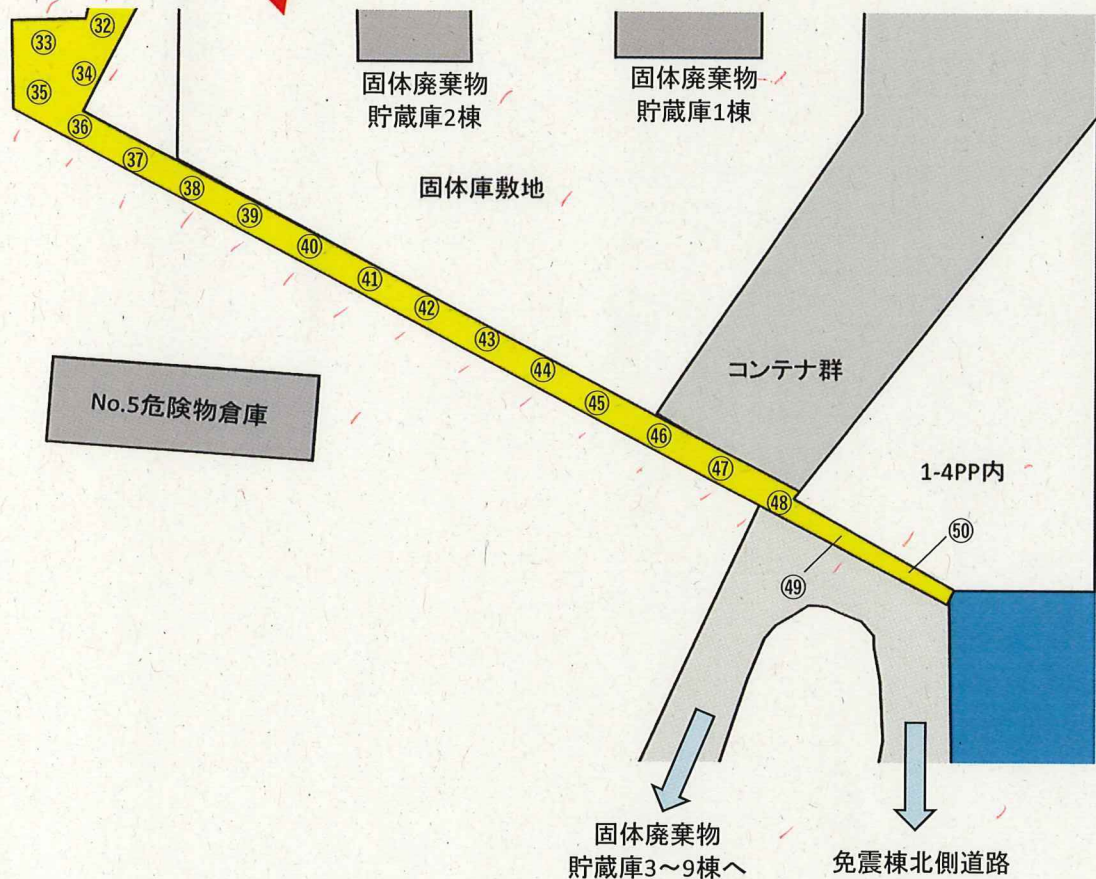 ㉜
㉝
㉞
㉟
㊱
㊲
㊳
㊴
㊵
㊶
㊷
㊸
㊹
㊺
㊻
㊼
㊽
㊾
㊿
固体廃棄物
貯蔵庫2棟
固体廃棄物
貯蔵庫1棟
固体庫敷地
No.5危険物倉庫
コンテナ群
1-4PP内
固体廃棄物
貯蔵庫3～9棟へ
免震棟北側道路